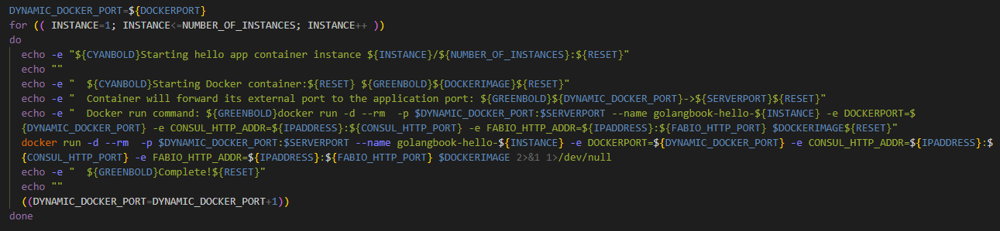 DYNAMIC_DOCKER_PORT=${DOCKERPORT}
for (( INSTANCE=1; INSTANCE<=NUMBER_OF_INSTANCES; INSTANCE++ ))
do
  echo -e "${CYANBOLD}Starting hello app container instance ${INSTANCE}/${NUMBER_OF_INSTANCES}:${RESET}"
  echo ""
  echo -e "  ${CYANBOLD}Starting Docker container:${RESET} ${GREENBOLD}${DOCKERIMAGE}${RESET}"
  echo -e "  Container will forward its external port to the application port: ${GREENBOLD}${DYNAMIC_DOCKER_PORT}->${SERVERPORT}${RESET}"
  echo -e "  Docker run command: ${GREENBOLD}docker run -d --rm  -p $DYNAMIC_DOCKER_PORT:$SERVERPORT --name golangbook-hello-${INSTANCE} -e DOCKERPORT=$
  {DYNAMIC_DOCKER_PORT} -e CONSUL_HTTP_ADDR=${IPADDRESS}:${CONSUL_HTTP_PORT} -e FABIO_HTTP_ADDR=${IPADDRESS}:${FABIO_HTTP_PORT} $DOCKERIMAGE${RESET}"
  docker run -d --rm  -p $DYNAMIC_DOCKER_PORT:$SERVERPORT --name golangbook-hello-${INSTANCE} -e DOCKERPORT=${DYNAMIC_DOCKER_PORT} -e CONSUL_HTTP_ADDR=${IPADDRESS}:$
  {CONSUL_HTTP_PORT} -e FABIO_HTTP_ADDR=${IPADDRESS}:${FABIO_HTTP_PORT} $DOCKERIMAGE 2>&1 1>/dev/null
  echo -e "  ${GREENBOLD}Complete!${RESET}"
  echo ""
  ((DYNAMIC_DOCKER_PORT=DYNAMIC_DOCKER_PORT+1))
done